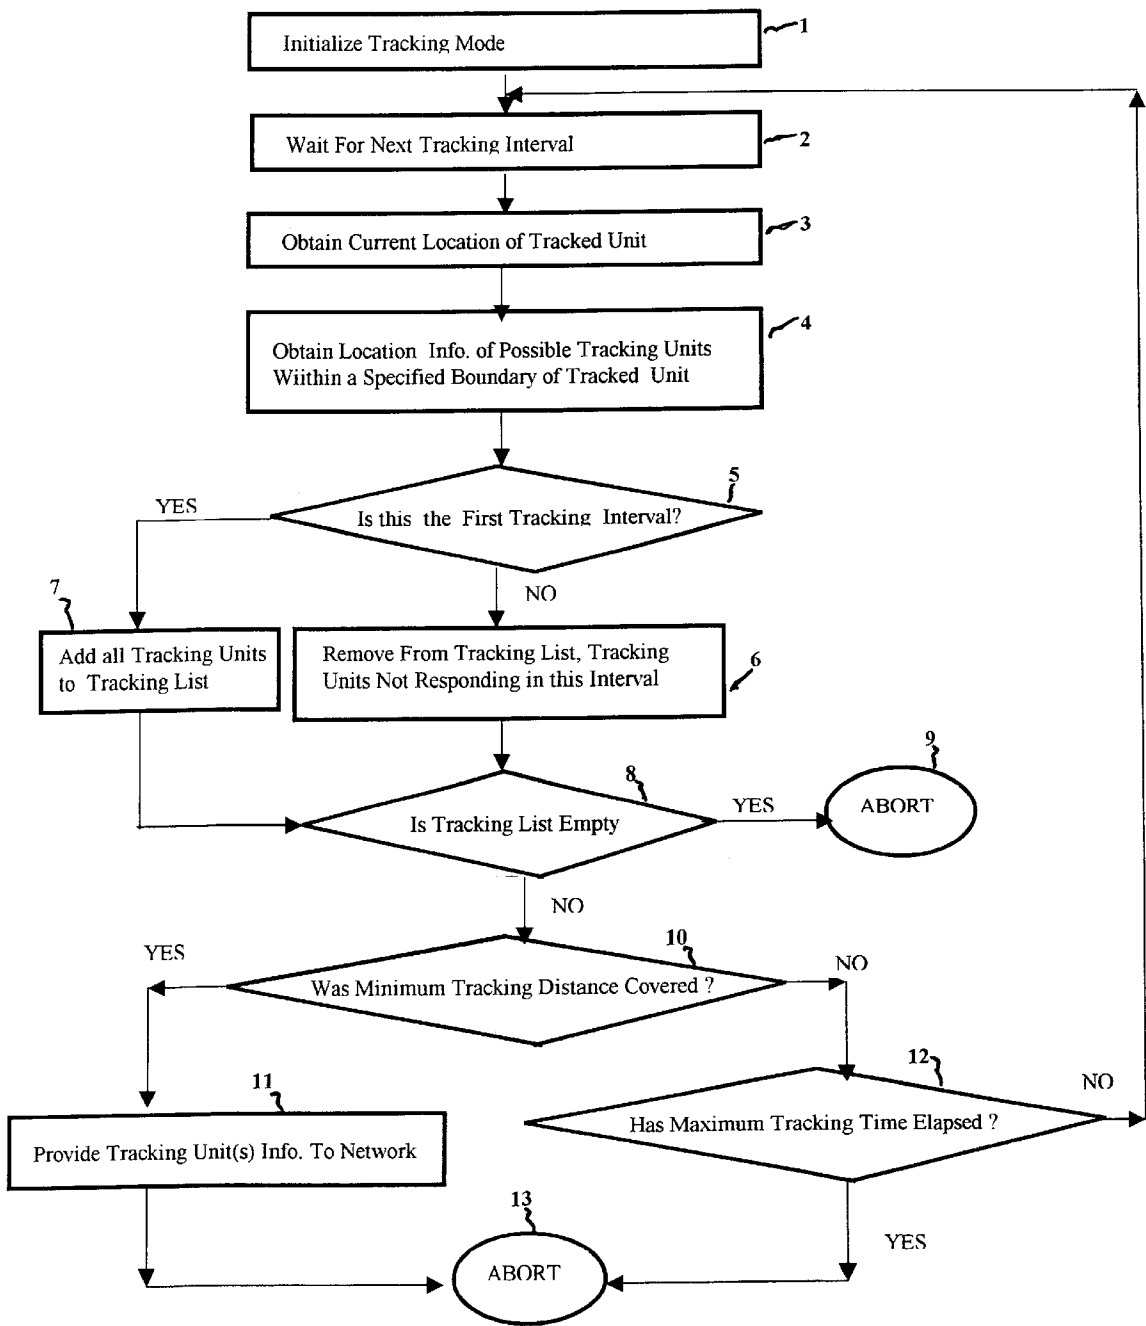 1
Initialize Tracking Mode
2
Wait For Next Tracking Interval
3
Obtain Current Location of Tracked Unit
4
Obtain Location Info. of Possible Tracking Units
Wiithin a Specified Boundary of Tracked Unit
5
YES
Is this the First Tracking Interval?
NO
7
Add all Tracking Units
to Tracking List
Remove From Tracking List, Tracking
Units Not Responding in this Interval
6
8
9
Is Tracking List Empty
YES
ABORT
NO
10
YES
NO
Was Minimum Tracking Distance Covered ?
12
NO
11
Has Maximum Tracking Time Elapsed ?
Provide Tracking Unit(s) Info. To Network
13
YES
ABORT